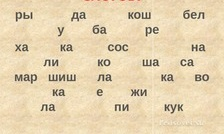 ры да кош бел
у ба ре
ха ка сос на
ли ко ша са
мар шиш ла ка во
ка е жи
ла пи кук